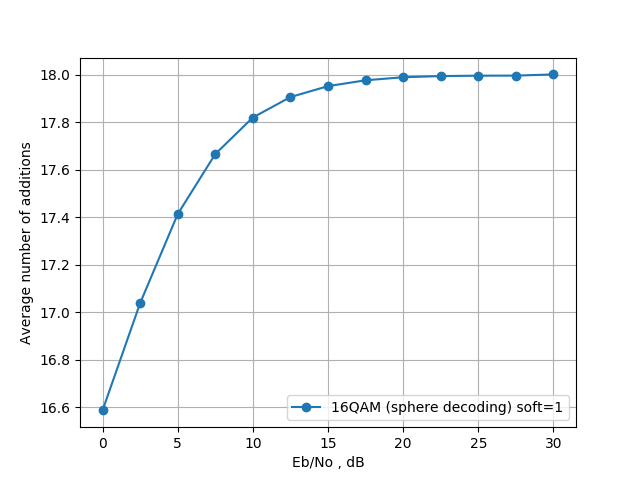 18.0
17.8
17.6
17.4
17.2
17.0
16.8
16.6
Average number of additions
16QAM (sphere decoding) soft=1
0 5 10 15 20 25 30
Eb/No , dB